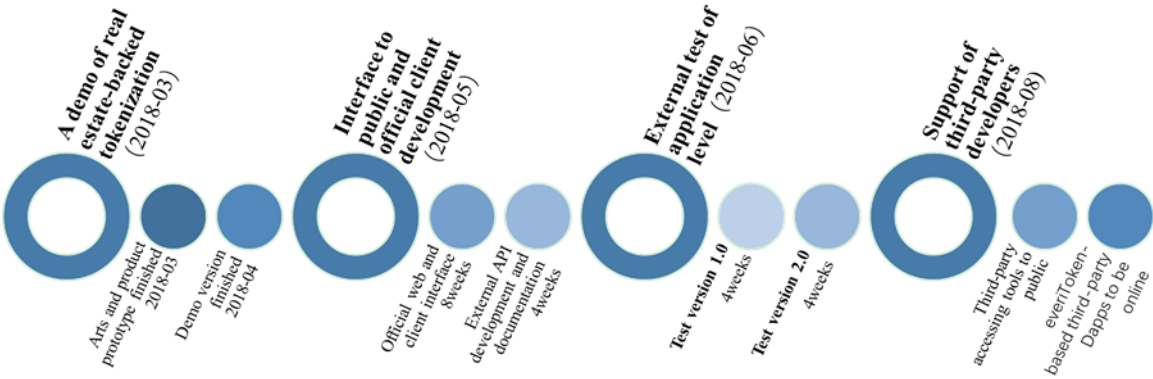 A demo of real
estate-backed
tokenization
(2018-03)
Arts and product
prototype finished
2018-03
Demo version
finished
2018-04
Interface to
public and
official client
development
(2018-05)
Official web and
client interface
8weeks
External API
development and
documentation
4weeks
External test of
application
level (2018-06)
Test version 1.0
4weeks
Test version 2.0
4weeks
Support of
third-party
developers
(2018-08)
Third-party
accessing tools to
public
everiToken-
based third-party
Dapps to be
online